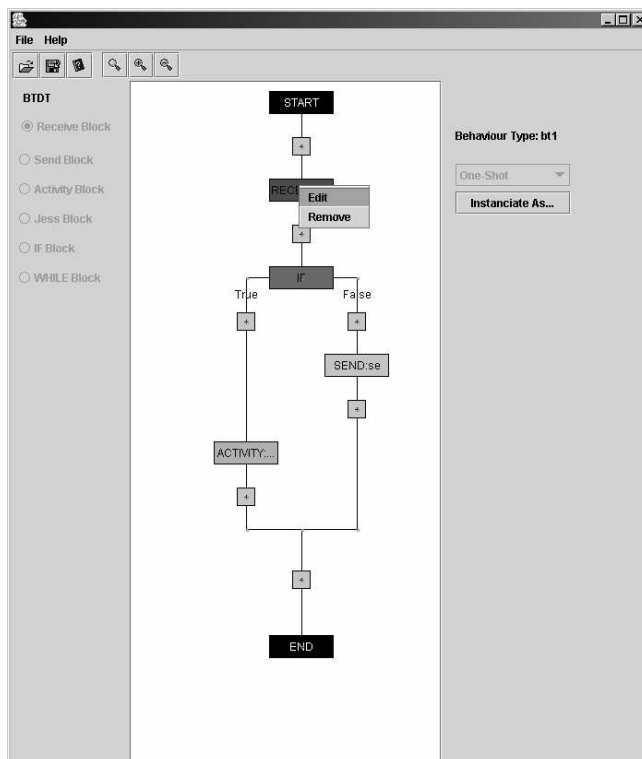 File Help
BTDT
Receive Block
Send Block
Activity Block
Jess Block
IF Block
WHILE Block
START
+
Edit
Remove
+
IF
True False
+ +
SEND:se
+
ACTIVITY:...
+
+
END
Behaviour Type: bt1
One-Shot
Instanciate As...